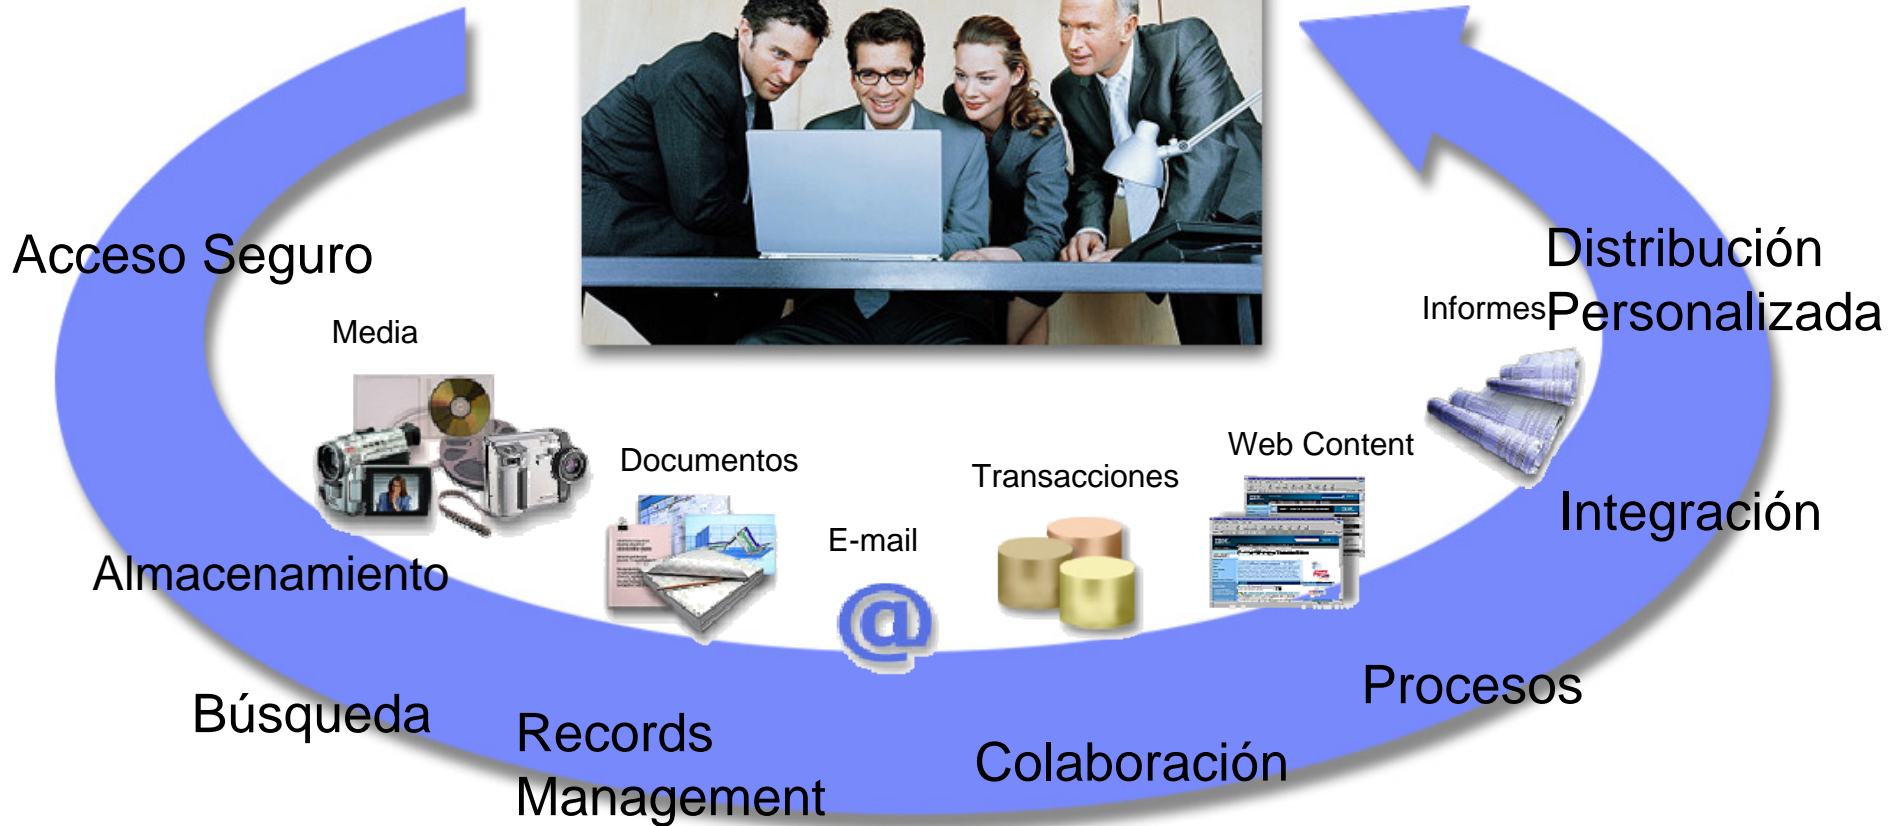 Acceso Seguro
Distribución
Personalizada
Informes
Media
Documentos
Transacciones
Web Content
E-mail
Integración
Almacenamiento
Búsqueda
Records
Management
Colaboración
Procesos
@